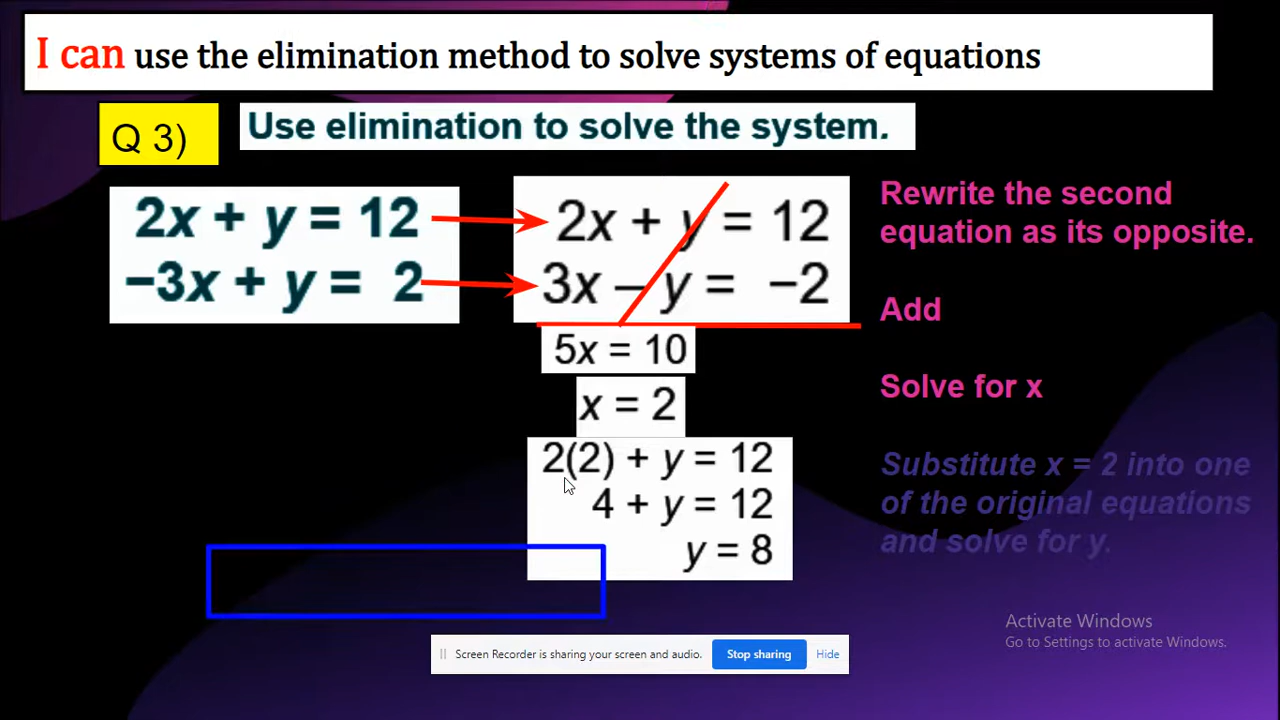 I can use the elimination method to solve systems of equations
Q 3)
Use elimination to solve the system.
2x + y = 12
−3x + y = 2
2x + y = 12
3x – y = −2
5x = 10
x = 2
2(2) + y = 12
4 + y = 12
y = 8
Rewrite the second
equation as its opposite.
Add
Solve for x
Substitute x = 2 into one
of the original equations
and solve for y.
Activate Windows
Go to Settings to activate Windows.
Screen Recorder is sharing your screen and audio.
Stop sharing
Hide